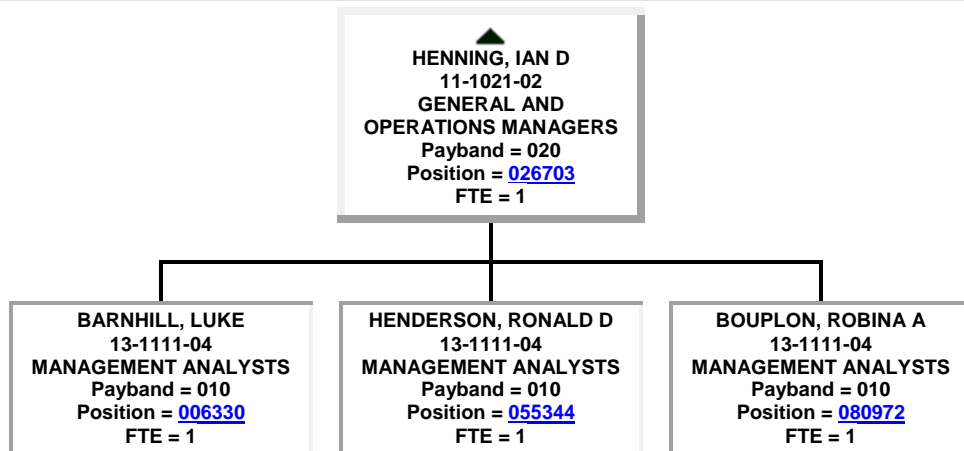 HENNING, IAN D
11-1021-02
GENERAL AND
OPERATIONS MANAGERS
Payband = 020
Position = 026703
FTE = 1
BARNHILL, LUKE
13-1111-04
MANAGEMENT ANALYSTS
Payband = 010
Position = 006330
FTE = 1
HENDERSON, RONALD D
13-1111-04
MANAGEMENT ANALYSTS
Payband = 010
Position = 055344
FTE = 1
BOUPLON, ROBINA A
13-1111-04
MANAGEMENT ANALYSTS
Payband = 010
Position = 080972
FTE = 1